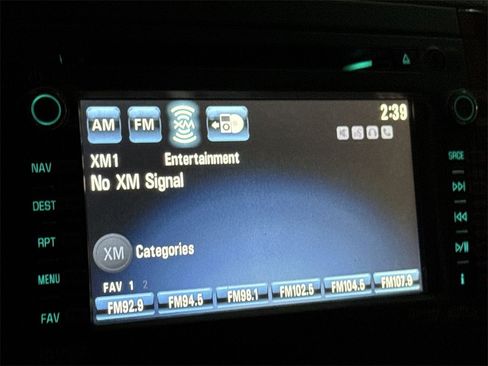 AM FM XM 2:39
XM1 Entertainment
No XM Signal
NAV
DEST
RPT
MENU
FAV
XM Categories
FAV 1 2
FM92.9 FM94.5 FM98.1 FM102.5 FM104.5 FM107.9
SRCE
i